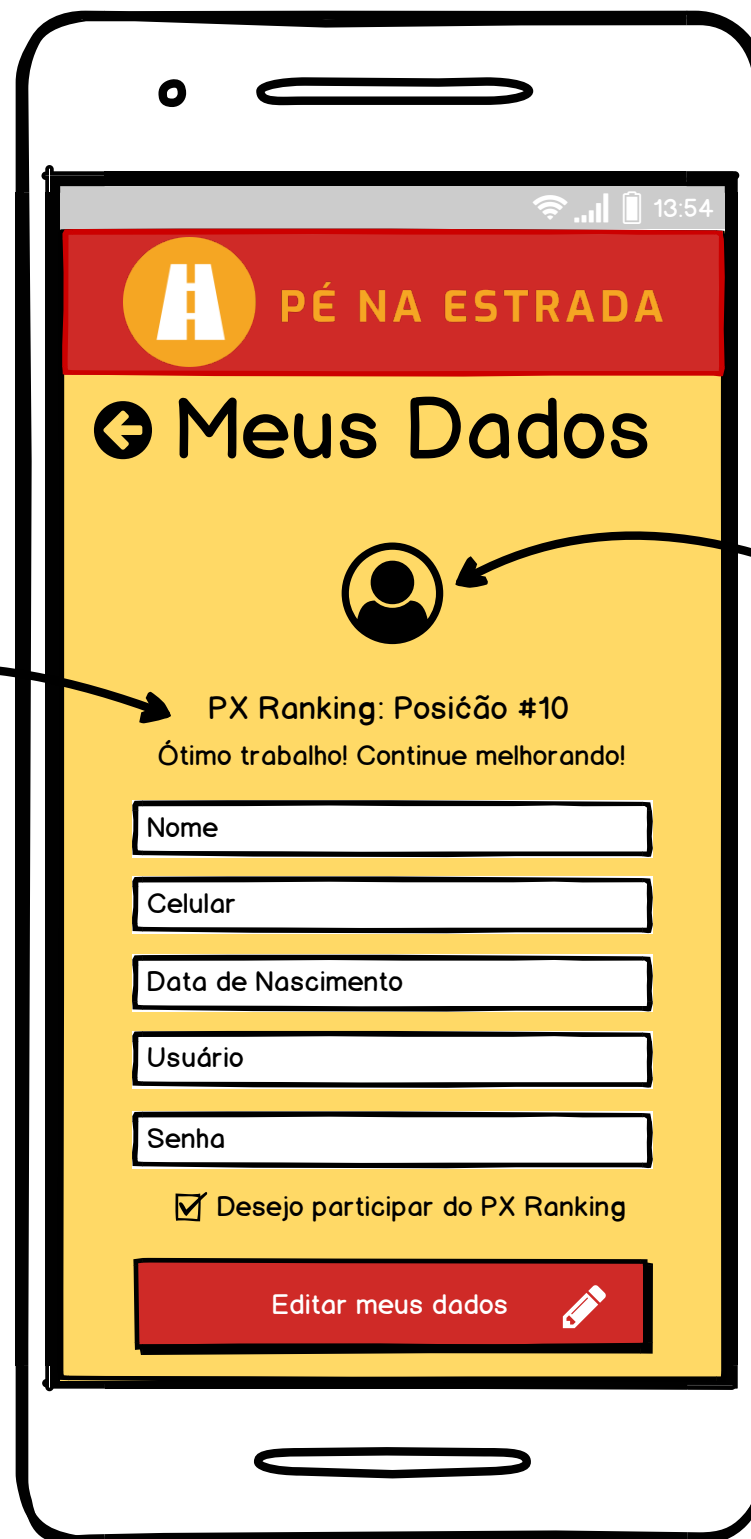 13:54
PÉ NA ESTRADA
Meus Dados
PX Ranking: Posićão #10
Ótimo trabalho! Continue melhorando!
Nome
Celular
Data de Nascimento
Usuário
Senha
Desejo participar do PX Ranking
Editar meus dados